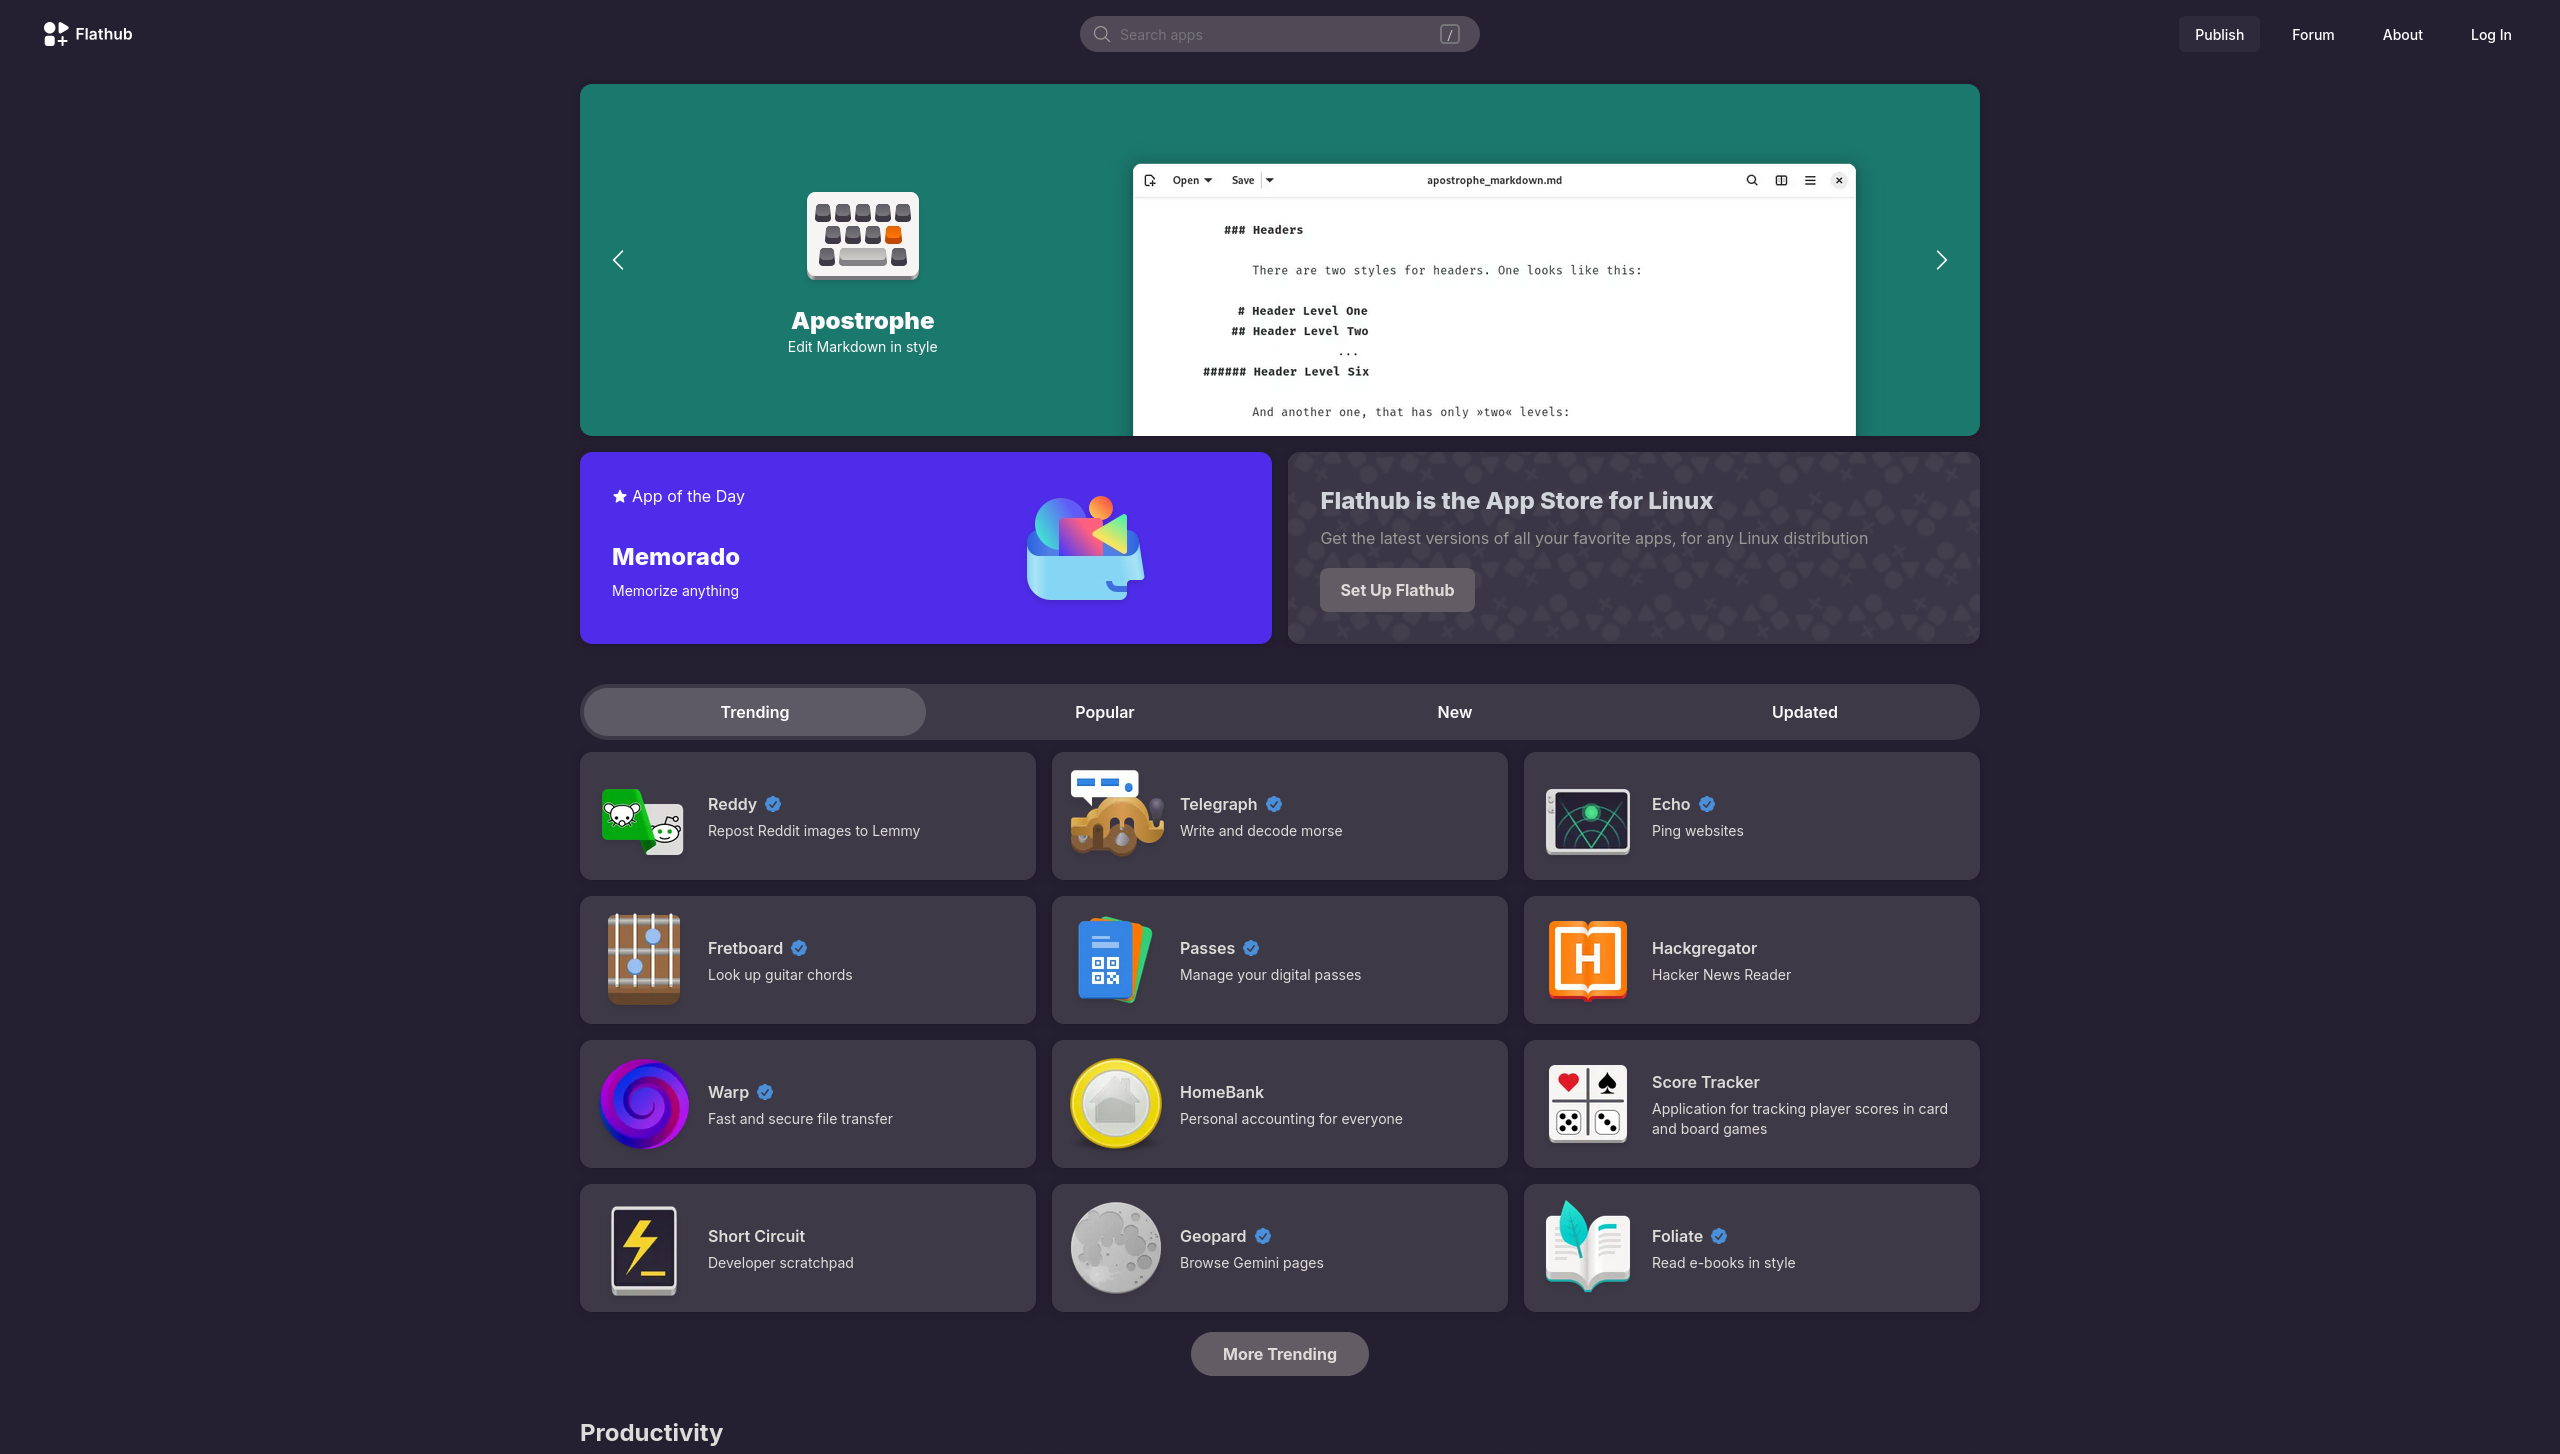 Flathub
Search apps
/
Publish
Forum
About
Log In
Apostrophe
Edit Markdown in style
Open
Save
apostrophe_markdown.md
### Headers
There are two styles for headers. One looks like this:
# Header Level One
## Header Level Two
...
###### Header Level Six
And another one, that has only »two« levels:
App of the Day
Memorado
Memorize anything
Flathub is the App Store for Linux
Get the latest versions of all your favorite apps, for any Linux distribution
Set Up Flathub
Trending
Popular
New
Updated
Reddy
Repost Reddit images to Lemmy
Telegraph
Write and decode morse
Echo
Ping websites
Fretboard
Look up guitar chords
Passes
Manage your digital passes
H
Hackgregator
Hacker News Reader
Warp
Fast and secure file transfer
HomeBank
Personal accounting for everyone
Score Tracker
Application for tracking player scores in card
and board games
Short Circuit
Developer scratchpad
Geopard
Browse Gemini pages
Foliate
Read e-books in style
More Trending
Productivity